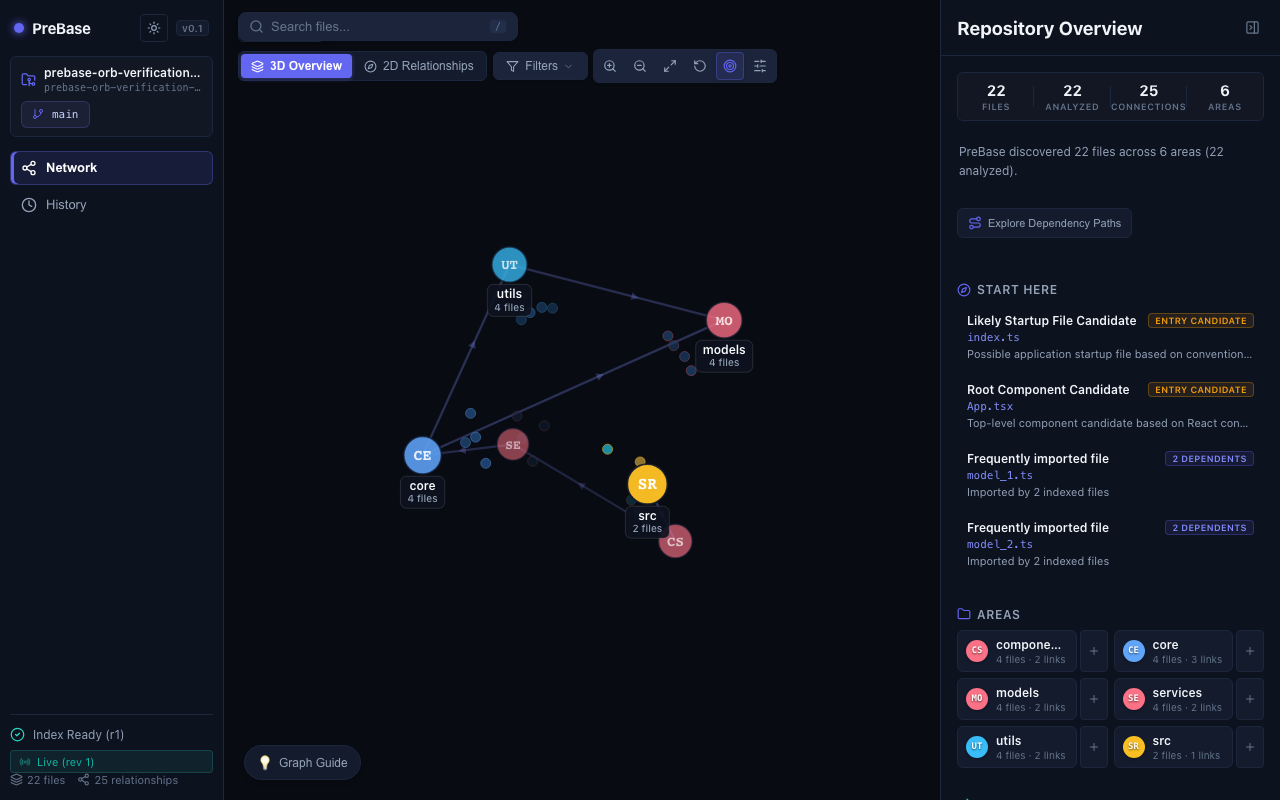 PreBase
v0.1
prebase-orb-verification...
prebase-orb-verification-…
main
Network
History
Index Ready (r1)
Live (rev 1)
22 files
25 relationships
Search files...
/
3D Overview
2D Relationships
Filters
UT
utils
4 files
MO
models
4 files
CE
core
4 files
SE
SR
src
2 files
CS
Graph Guide
Repository Overview
22
FILES
22
ANALYZED
25
CONNECTIONS
6
AREAS
PreBase discovered 22 files across 6 areas (22
analyzed).
Explore Dependency Paths
START HERE
Likely Startup File Candidate
ENTRY CANDIDATE
index.ts
Possible application startup file based on convention...
Root Component Candidate
ENTRY CANDIDATE
App.tsx
Top-level component candidate based on React con...
Frequently imported file
2 DEPENDENTS
model_1.ts
Imported by 2 indexed files
Frequently imported file
2 DEPENDENTS
model_2.ts
Imported by 2 indexed files
AREAS
CS
compone...
4 files · 2 links
+
CE
core
4 files · 3 links
+
MO
models
4 files · 2 links
+
SE
services
4 files · 2 links
+
UT
utils
4 files · 2 links
+
SR
src
2 files · 1 links
+